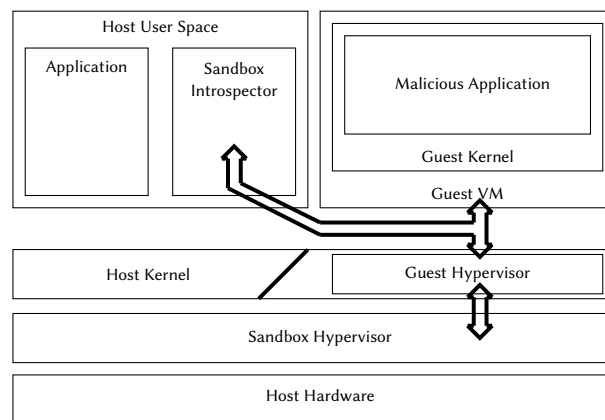 Host User Space
Application
Sandbox
Introspector
Malicious Application
Guest Kernel
Guest VM
Host Kernel
Guest Hypervisor
Sandbox Hypervisor
Host Hardware